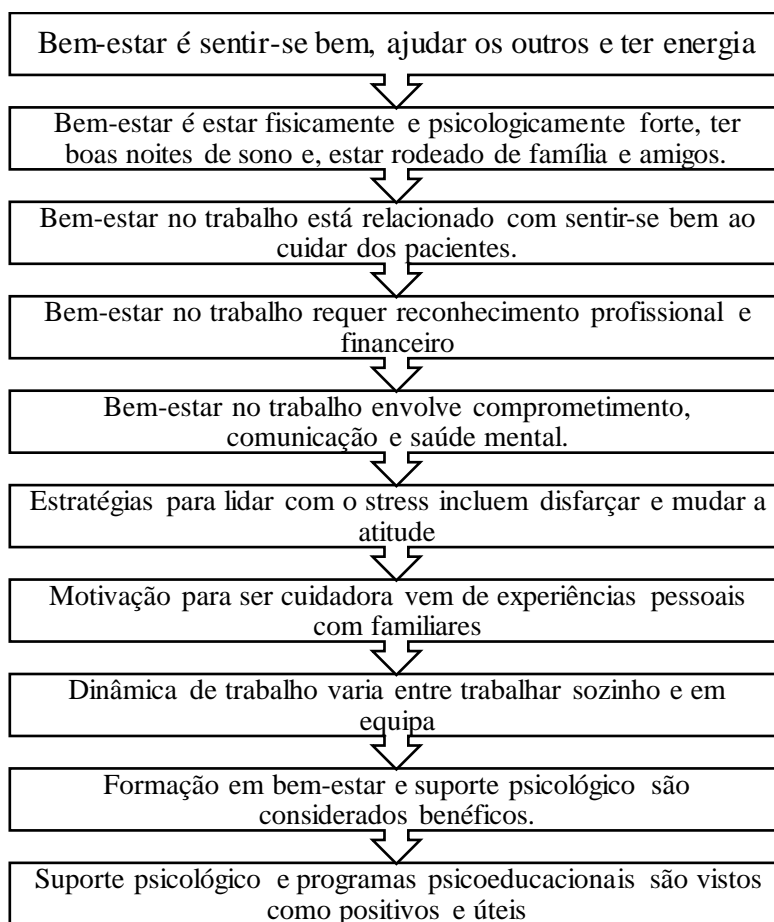 Bem-estar é sentir-se bem, ajudar os outros e ter energia
Bem-estar é estar fisicamente e psicologicamente forte, ter
boas noites de sono e, estar rodeado de família e amigos.
Bem-estar no trabalho está relacionado com sentir-se bem ao
cuidar dos pacientes.
Bem-estar no trabalho requer reconhecimento profissional e
financeiro
Bem-estar no trabalho envolve comprometimento,
comunicação e saúde mental.
Estratégias para lidar com o stress incluem disfarçar e mudar a
atitude
Motivação para ser cuidadora vem de experiências pessoais
com familiares
Dinâmica de trabalho varia entre trabalhar sozinho e em
equipa
Formação em bem-estar e suporte psicológico são
considerados benéficos.
Suporte psicológico e programas psicoeducacionais são vistos
como positivos e úteis